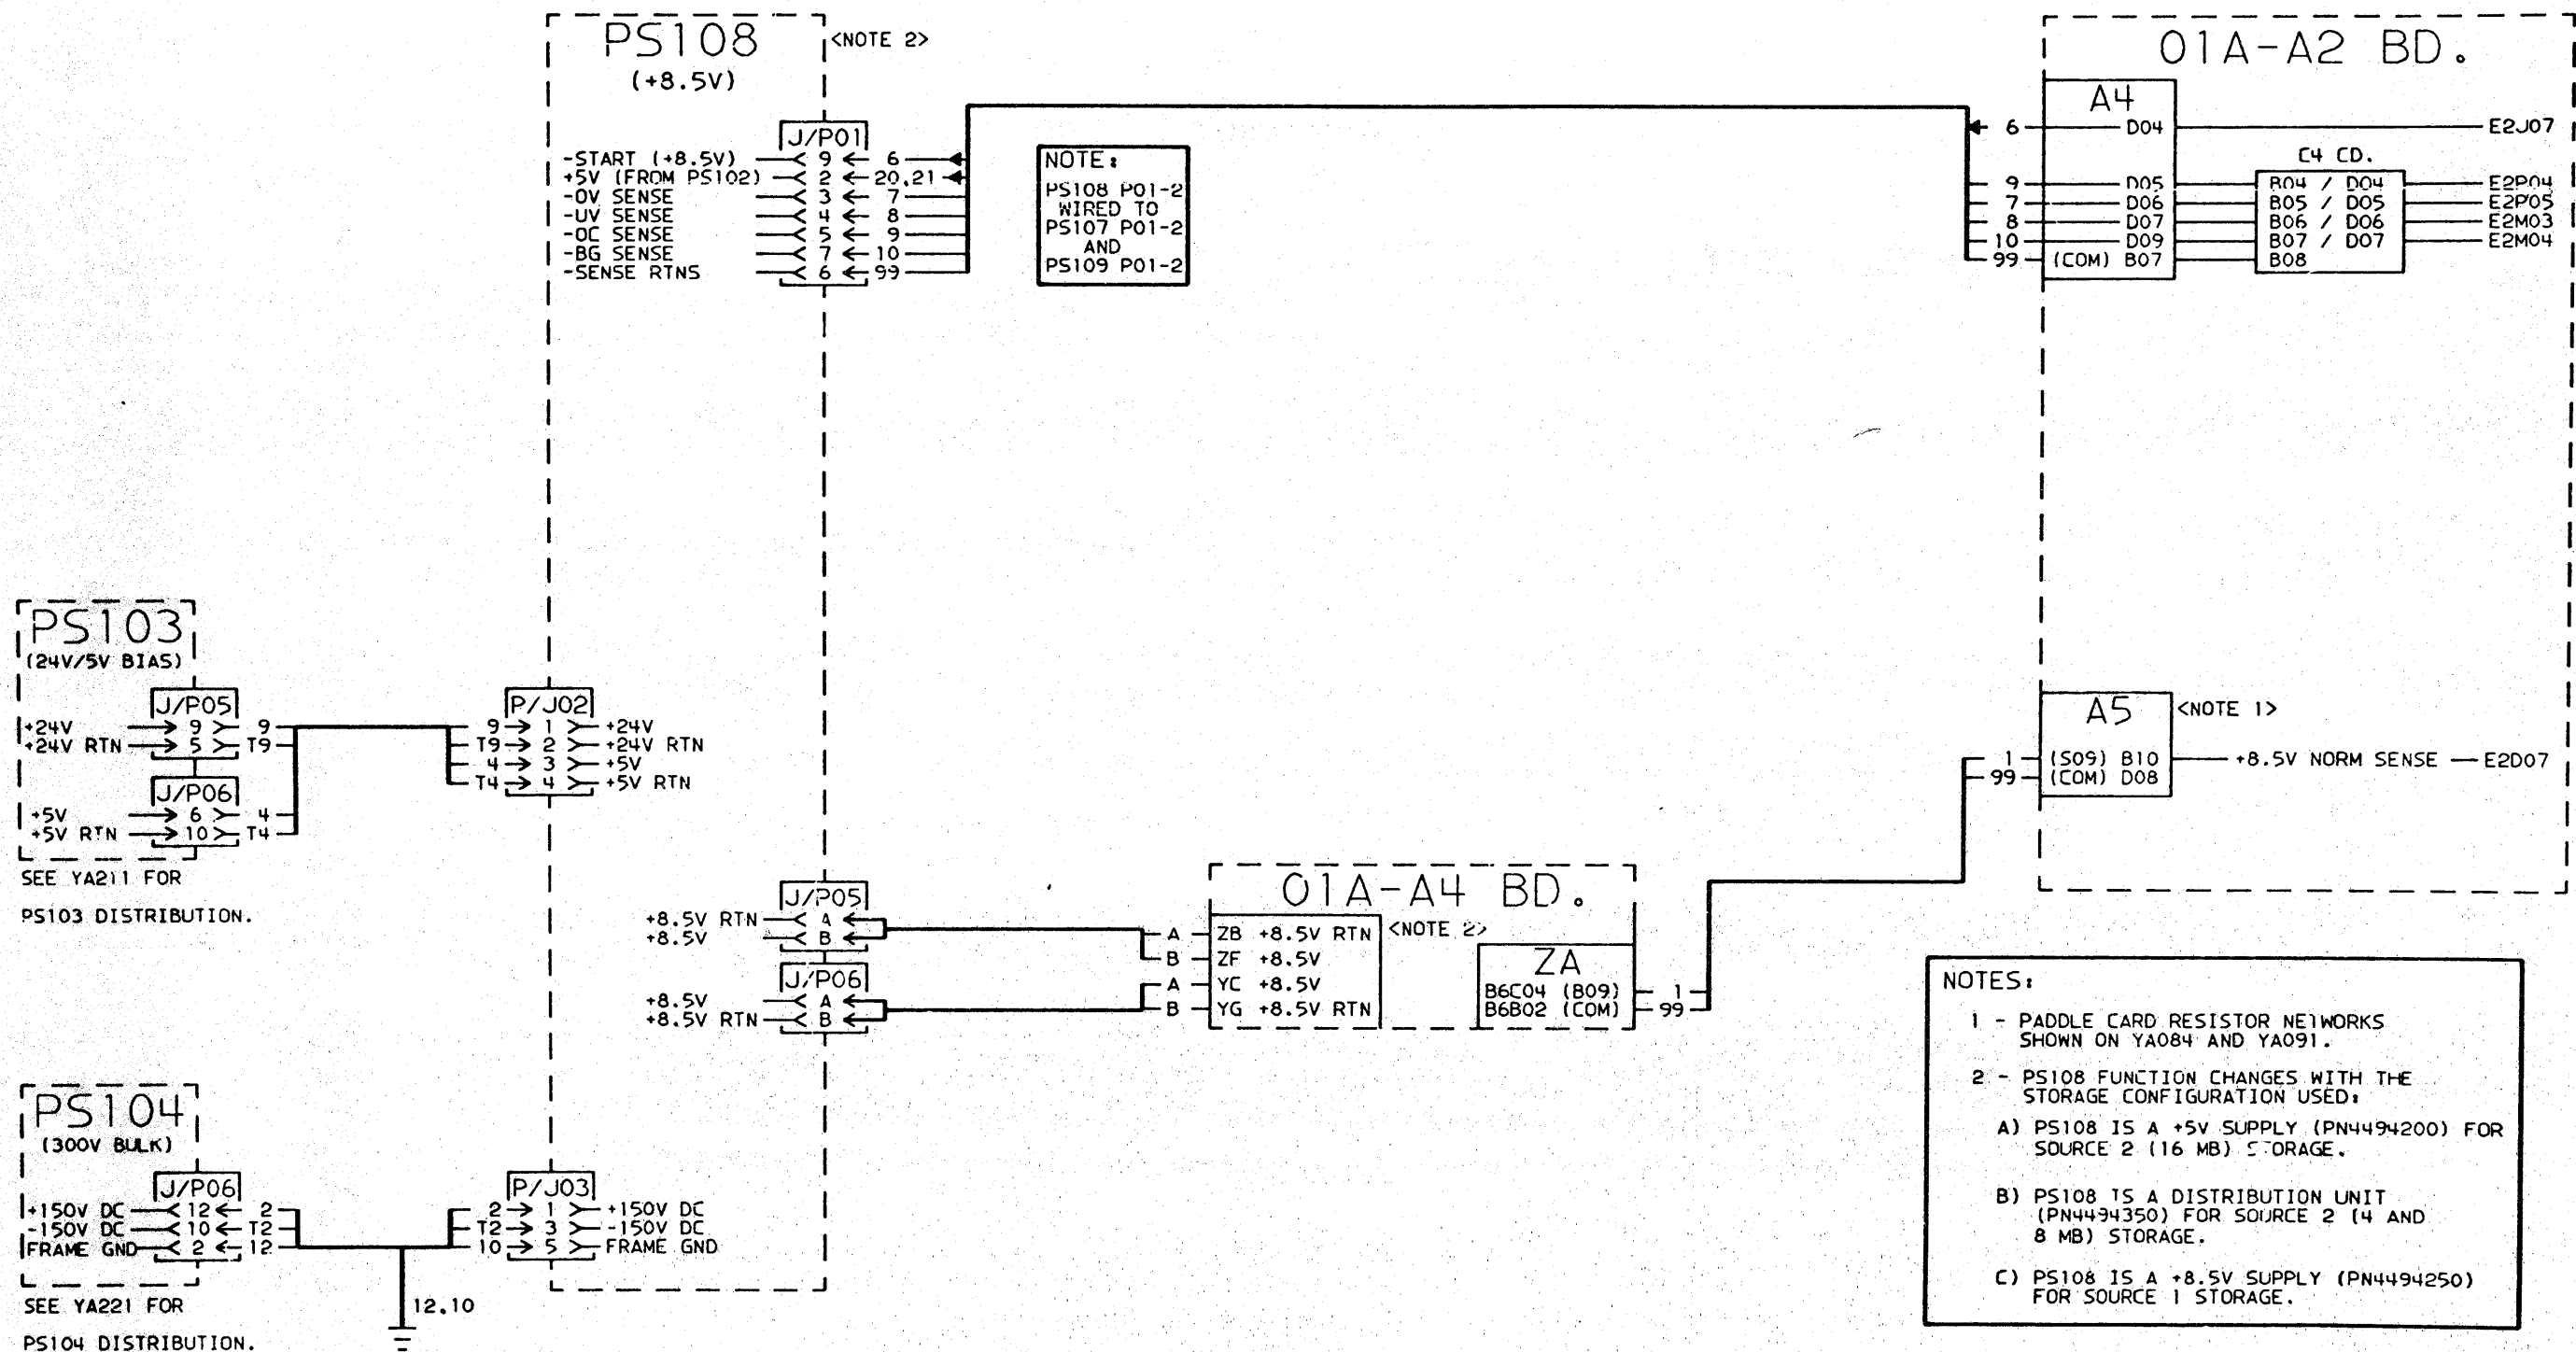 PS108
(+8.5V)
<NOTE 2>
J/P01
-START (+8.5V) 9 6
+5V (FROM PS102) 2 20,21
-OV SENSE 3 7
-UV SENSE 4 8
-OC SENSE 5 9
-BG SENSE 7 10
-SENSE RTNS 6 99
NOTE:
PS108 P01-2
WIRED TO
PS107 P01-2
AND
PS109 P01-2
01A-A2 BD.
A4
6 D04 E2J07
C4 CD.
9 D05 B04 / D04 E2P04
7 D06 B05 / D05 E2P05
8 D07 B06 / D06 E2M03
10 D09 B07 / D07 E2M04
99 (COM) B07 B08
PS103
(24V/5V BIAS)
J/P05
+24V 9 9
+24V RTN 5 T9
J/P06
+5V 6 4
+5V RTN 10 T4
SEE YA211 FOR
PS103 DISTRIBUTION.
P/J02
9 1 +24V
T9 2 +24V RTN
4 3 +5V
T4 4 +5V RTN
A5
<NOTE 1>
1 (S09) B10 +8.5V NORM SENSE E2D07
99 (COM) D08
J/P05
+8.5V RTN A
+8.5V B
J/P06
+8.5V A
+8.5V RTN B
01A-A4 BD.
<NOTE 2>
A ZB +8.5V RTN
B ZF +8.5V
A YC +8.5V
B YG +8.5V RTN
ZA
B6C04 (B09) 1
B6B02 (COM) 99
PS104
(300V BULK)
J/P06
+150V DC 12 2
-150V DC 10 T2
FRAME GND 2 12
SEE YA221 FOR
PS104 DISTRIBUTION.
12,10
P/J03
2 1 +150V DC
T2 3 -150V DC
10 5 FRAME GND
NOTES:
1 - PADDLE CARD RESISTOR NETWORKS
SHOWN ON YA084 AND YA091.
2 - PS108 FUNCTION CHANGES WITH THE
STORAGE CONFIGURATION USED:
A) PS108 IS A +5V SUPPLY (PN4494200) FOR
SOURCE 2 (16 MB) STORAGE.
B) PS108 IS A DISTRIBUTION UNIT
(PN4494350) FOR SOURCE 2 (4 AND
8 MB) STORAGE.
C) PS108 IS A +8.5V SUPPLY (PN4494250)
FOR SOURCE 1 STORAGE.